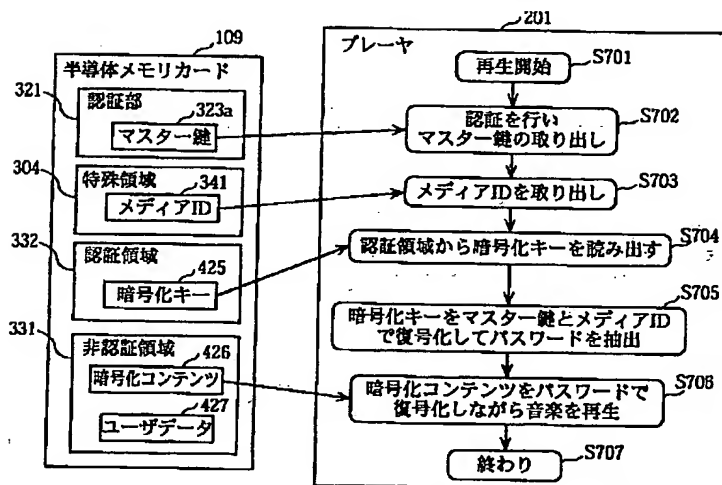 109
半導体メモリカード
321
認証部
323a
マスター鍵
304
特殊領域
341
メディアID
332
認証領域
425
暗号化キー
331
非認証領域
426
暗号化コンテンツ
427
ユーザデータ
201
プレーヤ
再生開始
S701
認証を行い
マスター鍵の取り出し
S702
メディアIDを取り出し
S703
認証領域から暗号化キーを読み出す
S704
暗号化キーをマスター鍵とメディアID
で復号化してパスワードを抽出
S705
暗号化コンテンツをパスワードで
復号化しながら音楽を再生
S706
終わり
S707